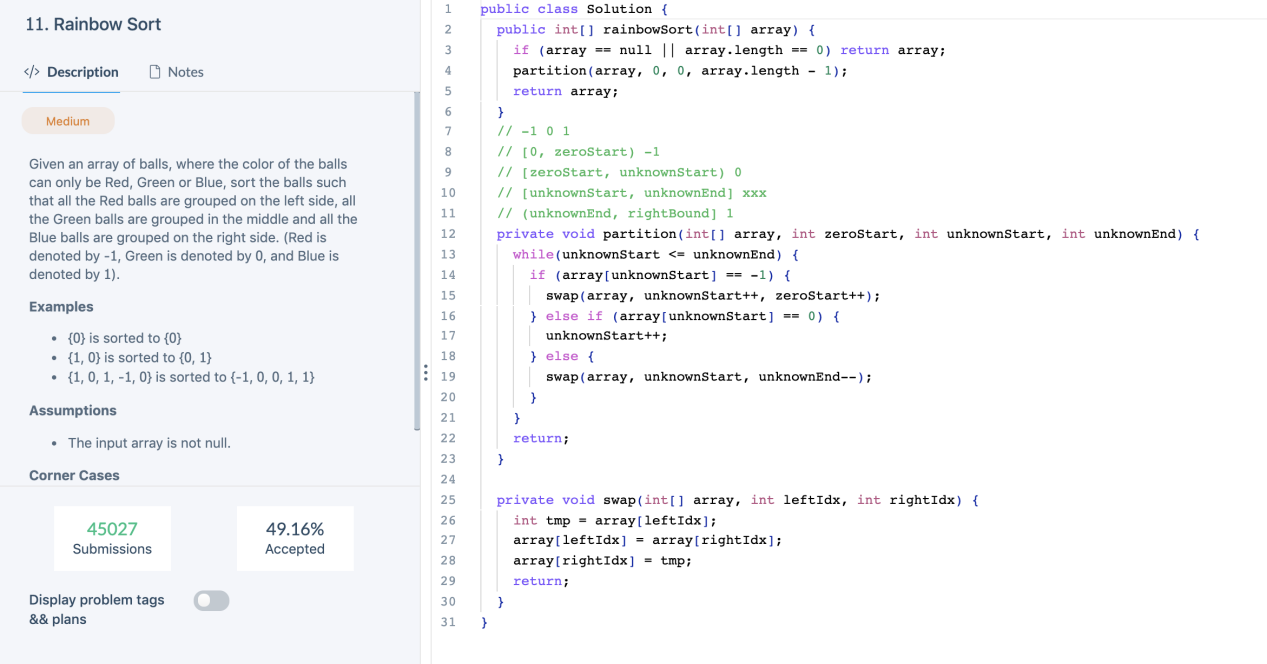 11. Rainbow Sort
</> Description
Notes
Medium
Given an array of balls, where the color of the balls
can only be Red, Green or Blue, sort the balls such
that all the Red balls are grouped on the left side, all
the Green balls are grouped in the middle and all the
Blue balls are grouped on the right side. (Red is
denoted by -1, Green is denoted by 0, and Blue is
denoted by 1).
Examples
• {0} is sorted to {0}
• {1, 0} is sorted to {0, 1}
• {1, 0, 1, -1, 0} is sorted to {-1, 0, 0, 1, 1}
Assumptions
• The input array is not null.
Corner Cases
45027
Submissions
49.16%
Accepted
Display problem tags
&& plans
1 public class Solution {
2   public int[] rainbowSort(int[] array) {
3     if (array == null || array.length == 0) return array;
4     partition(array, 0, 0, array.length - 1);
5     return array;
6   }
7   // -1 0 1
8   // [0, zeroStart) -1
9   // [zeroStart, unknownStart) 0
10   // [unknownStart, unknownEnd] xxx
11   // (unknownEnd, rightBound] 1
12   private void partition(int[] array, int zeroStart, int unknownStart, int unknownEnd) {
13     while(unknownStart <= unknownEnd) {
14       if (array[unknownStart] == -1) {
15         swap(array, unknownStart++, zeroStart++);
16       } else if (array[unknownStart] == 0) {
17         unknownStart++;
18       } else {
19         swap(array, unknownStart, unknownEnd--);
20       }
21     }
22     return;
23   }
24
25   private void swap(int[] array, int leftIdx, int rightIdx) {
26     int tmp = array[leftIdx];
27     array[leftIdx] = array[rightIdx];
28     array[rightIdx] = tmp;
29     return;
30   }
31 }